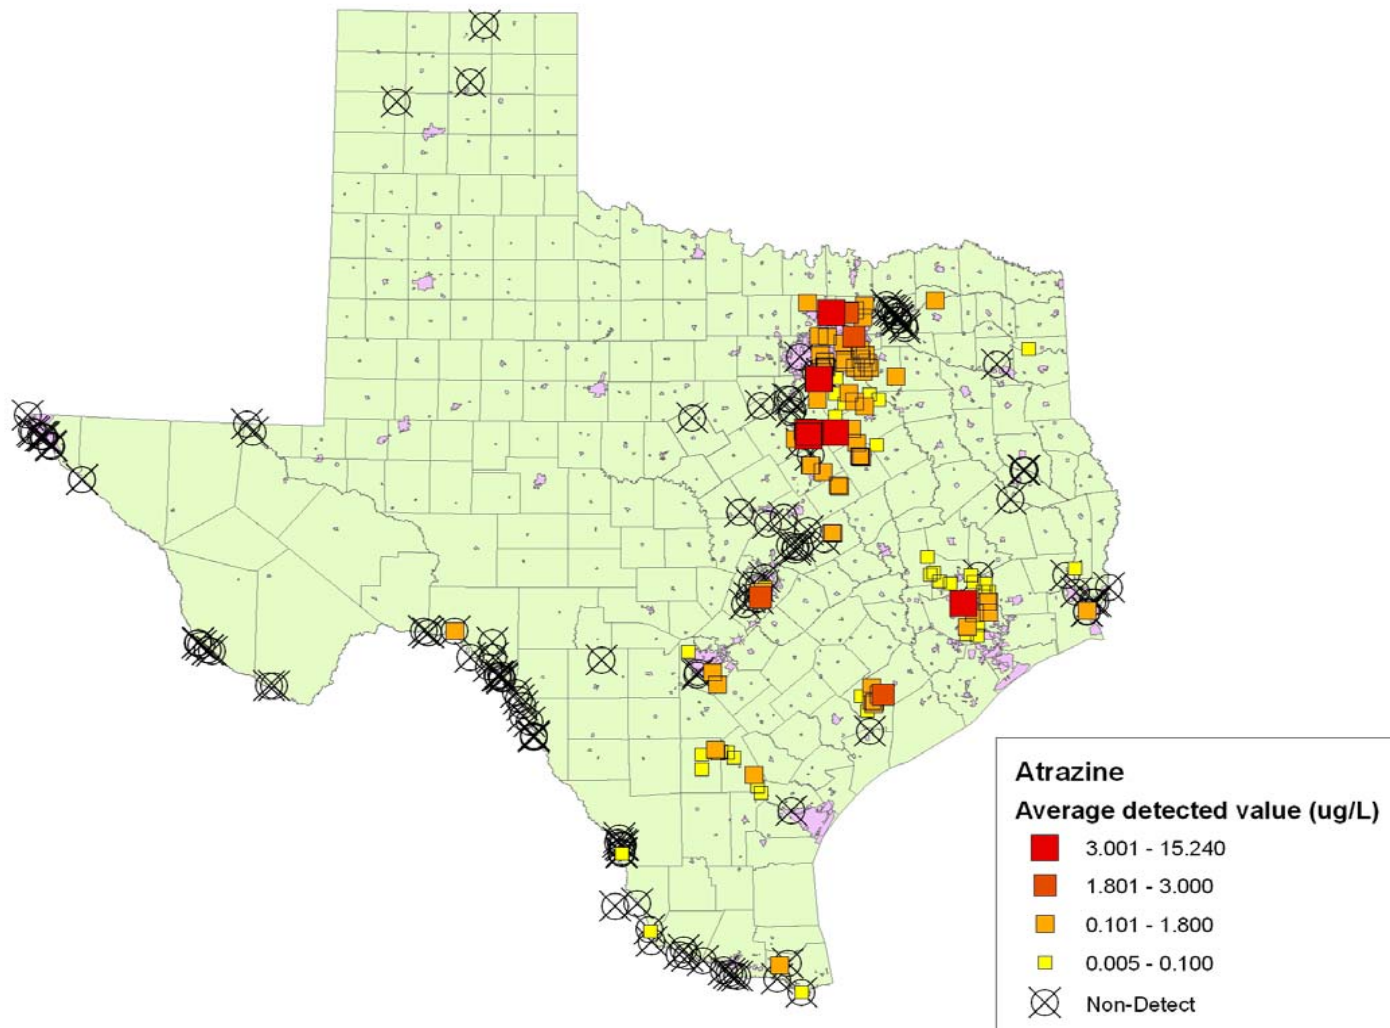 Atrazine
Average detected value (ug/L)
3.001 - 15.240
1.801 - 3.000
0.101 - 1.800
0.005 - 0.100
Non-Detect